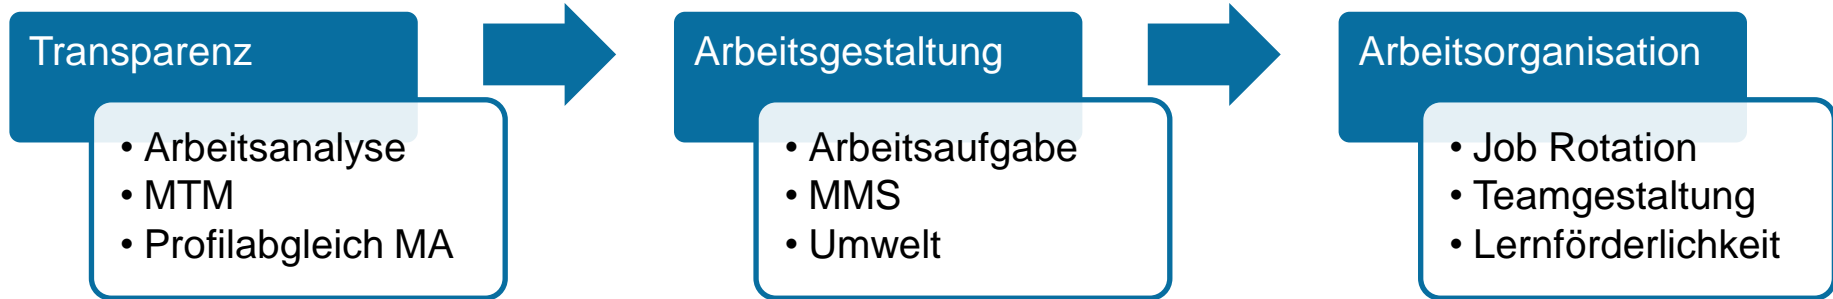 Transparenz
• Arbeitsanalyse
• MTM
• Profilabgleich MA
Arbeitsgestaltung
• Arbeitsaufgabe
• MMS
• Umwelt
Arbeitsorganisation
• Job Rotation
• Teamgestaltung
• Lernförderlichkeit